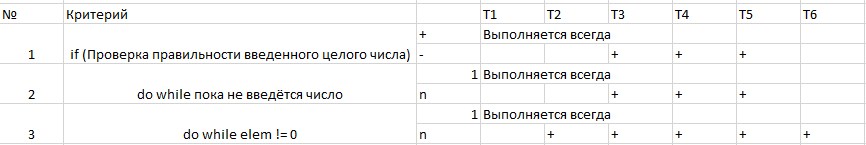 № Критерий T1 T2 T3 T4 T5 T6
+ Выполняется всегда
1 if (Проверка правильности введенного целого числа) - + + +
1 Выполняется всегда
2 do while пока не введётся число n + + +
1 Выполняется всегда
3 do while elem != 0 n + + + + +